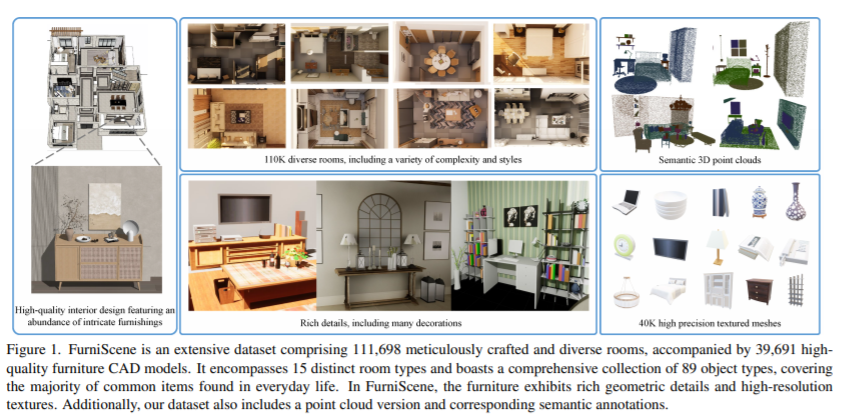 110K diverse rooms, including a variety of complexity and styles
Semantic 3D point clouds
High-quality interior design featuring an
abundance of intricate furnishings
Rich details, including many decorations
40K high precision textured meshes
Figure 1. FurniScene is an extensive dataset comprising 111,698 meticulously crafted and diverse rooms, accompanied by 39,691 high-
quality furniture CAD models. It encompasses 15 distinct room types and boasts a comprehensive collection of 89 object types, covering
the majority of common items found in everyday life. In FurniScene, the furniture exhibits rich geometric details and high-resolution
textures. Additionally, our dataset also includes a point cloud version and corresponding semantic annotations.